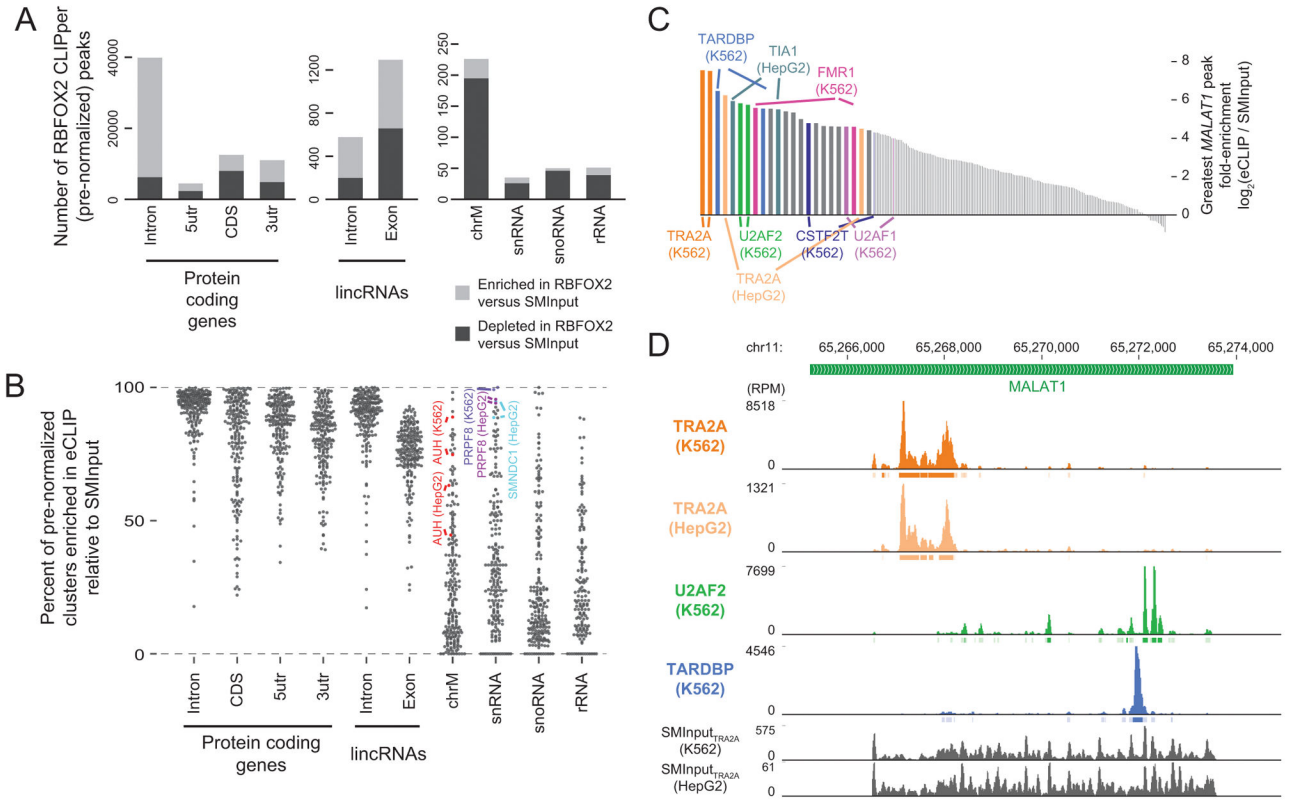 A
Number of RBFOX2 CLIPper
(pre-normalized) peaks
40000
20000
0
Intron
5utr
CDS
3utr
Protein
coding
genes
1200
800
400
0
Intron
Exon
lincRNAs
250
200
150
100
50
0
chrM
snRNA
snoRNA
rRNA
Enriched in RBFOX2
versus SMInput
Depleted in RBFOX2
versus SMInput
B
Percent of pre-normalized
clusters enriched in eCLIP
relative to SMInput
100
50
0
AUH (HepG2)
AUH (K562)
PRPF8 (K562)
PRPF8 (HepG2)
SMNDC1 (HepG2)
Intron
CDS
5utr
3utr
Intron
Exon
chrM
snRNA
snoRNA
rRNA
Protein coding
genes
lincRNAs
C
TARDBP
(K562)
TIA1
(HepG2)
FMR1
(K562)
TRA2A
(K562)
U2AF2
(K562)
CSTF2T
(K562)
U2AF1
(K562)
TRA2A
(HepG2)
8
6
4
2
0
Greatest MALAT1 peak
fold-enrichment
log2(eCLIP / SMInput)
D
chr11:
65,266,000
65,268,000
65,270,000
65,272,000
65,274,000
(RPM)
MALAT1
TRA2A
(K562)
8518
0
TRA2A
(HepG2)
1321
0
U2AF2
(K562)
7699
0
TARDBP
(K562)
4546
0
SMInputTRA2A
(K562)
575
0
SMInputTRA2A
(HepG2)
61
0